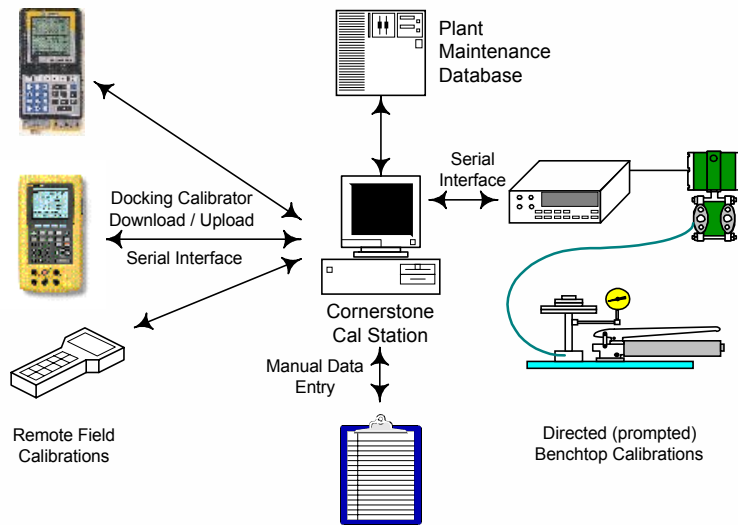 Plant
Maintenance
Database
Serial
Interface
Docking Calibrator
Download / Upload
Serial Interface
Cornerstone
Cal Station
Manual Data
Entry
Remote Field
Calibrations
Directed (prompted)
Benchtop Calibrations